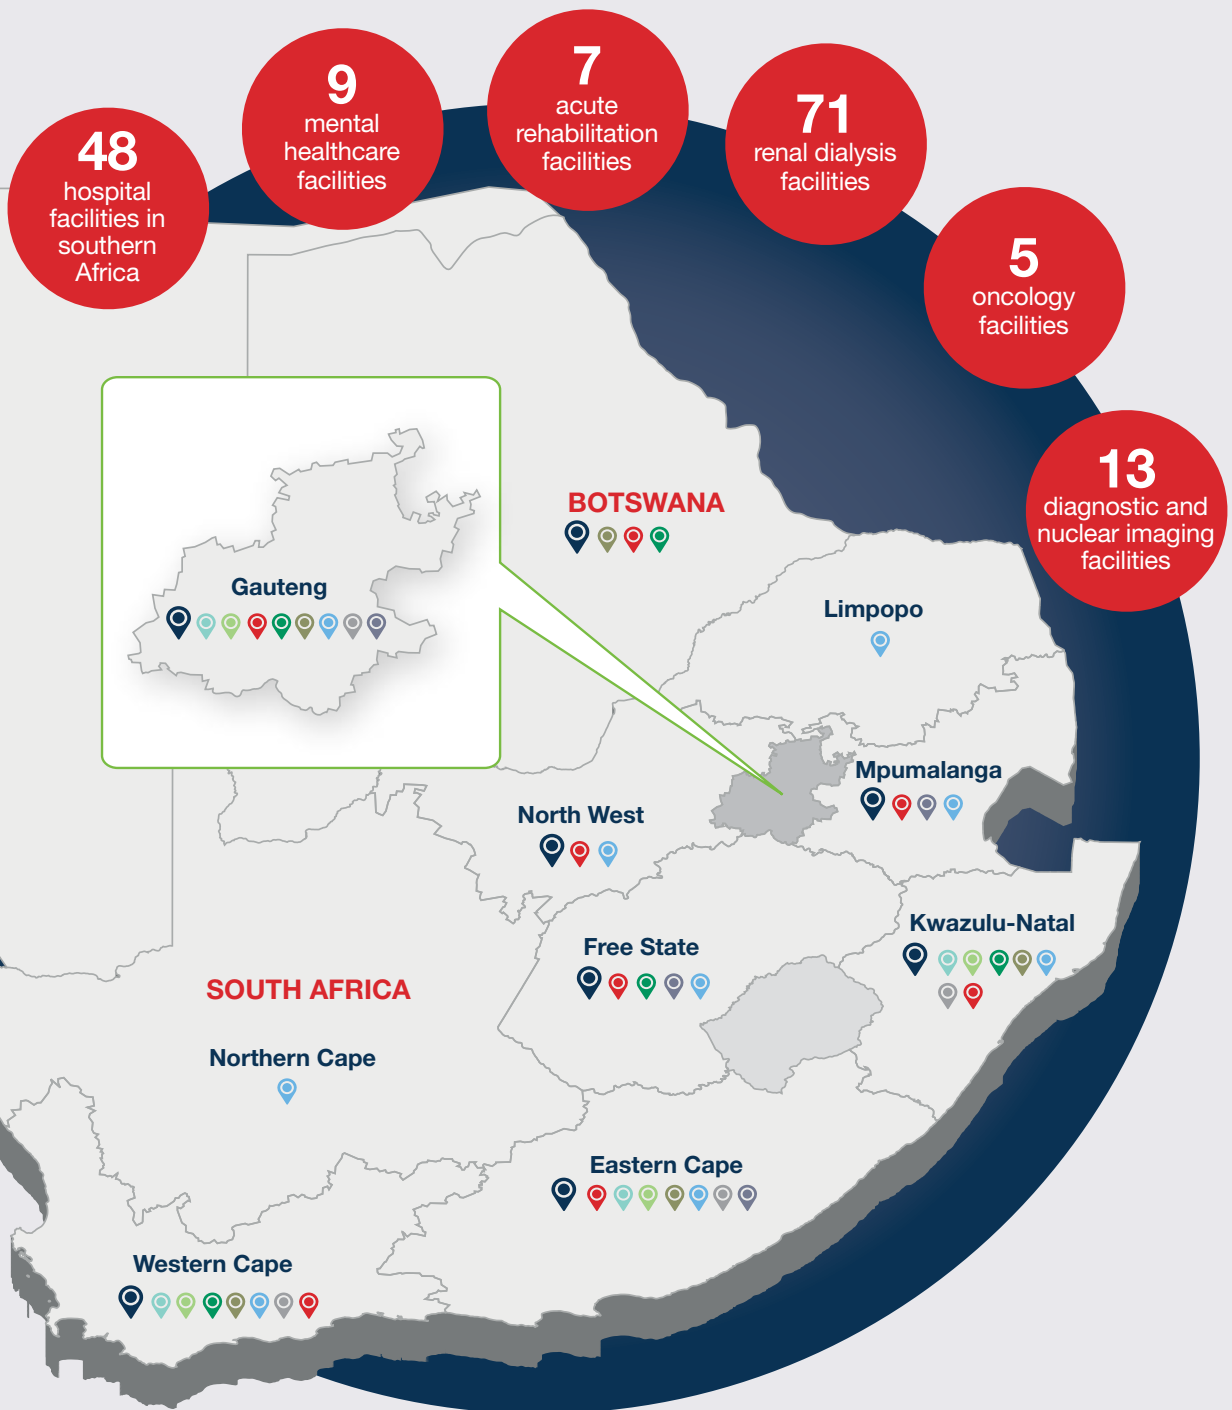 48
hospital
facilities in
southern
Africa
9
mental
healthcare
facilities
7
acute
rehabilitation
facilities
71
renal dialysis
facilities
5
oncology
facilities
13
diagnostic and
nuclear imaging
facilities
BOTSWANA
Gauteng
Limpopo
Mpumalanga
North West
Kwazulu-Natal
Free State
SOUTH AFRICA
Northern Cape
Eastern Cape
Western Cape